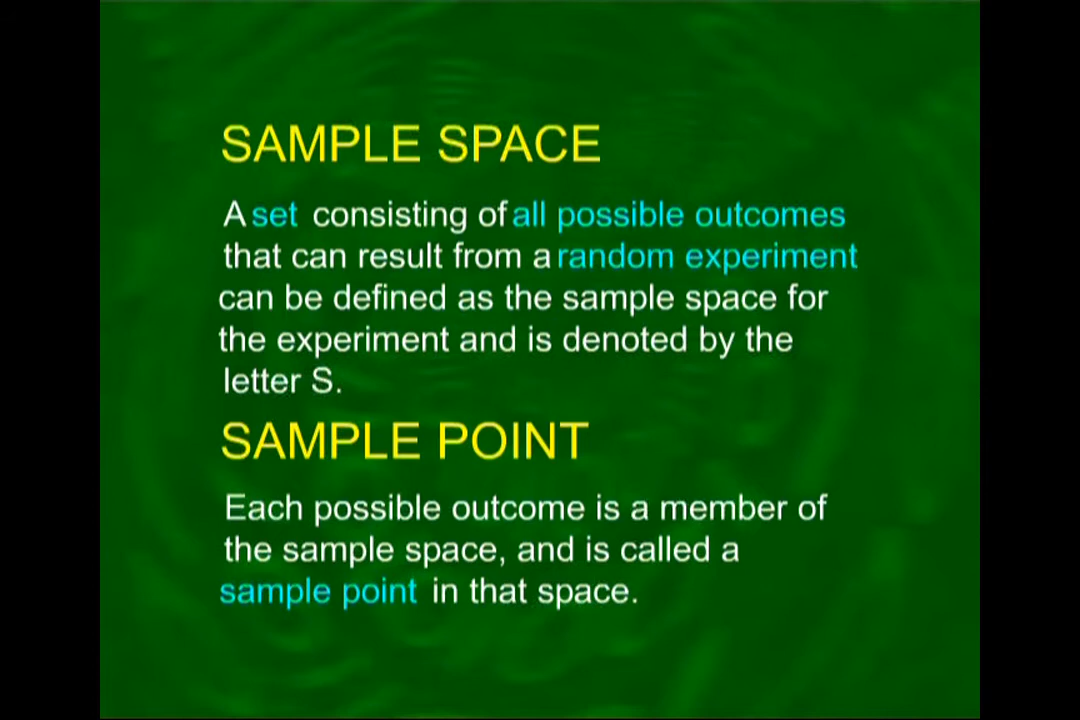 SAMPLE SPACE
A set consisting of all possible outcomes
that can result from a random experiment
can be defined as the sample space for
the experiment and is denoted by the
letter S.
SAMPLE POINT
Each possible outcome is a member of
the sample space, and is called a
sample point in that space.